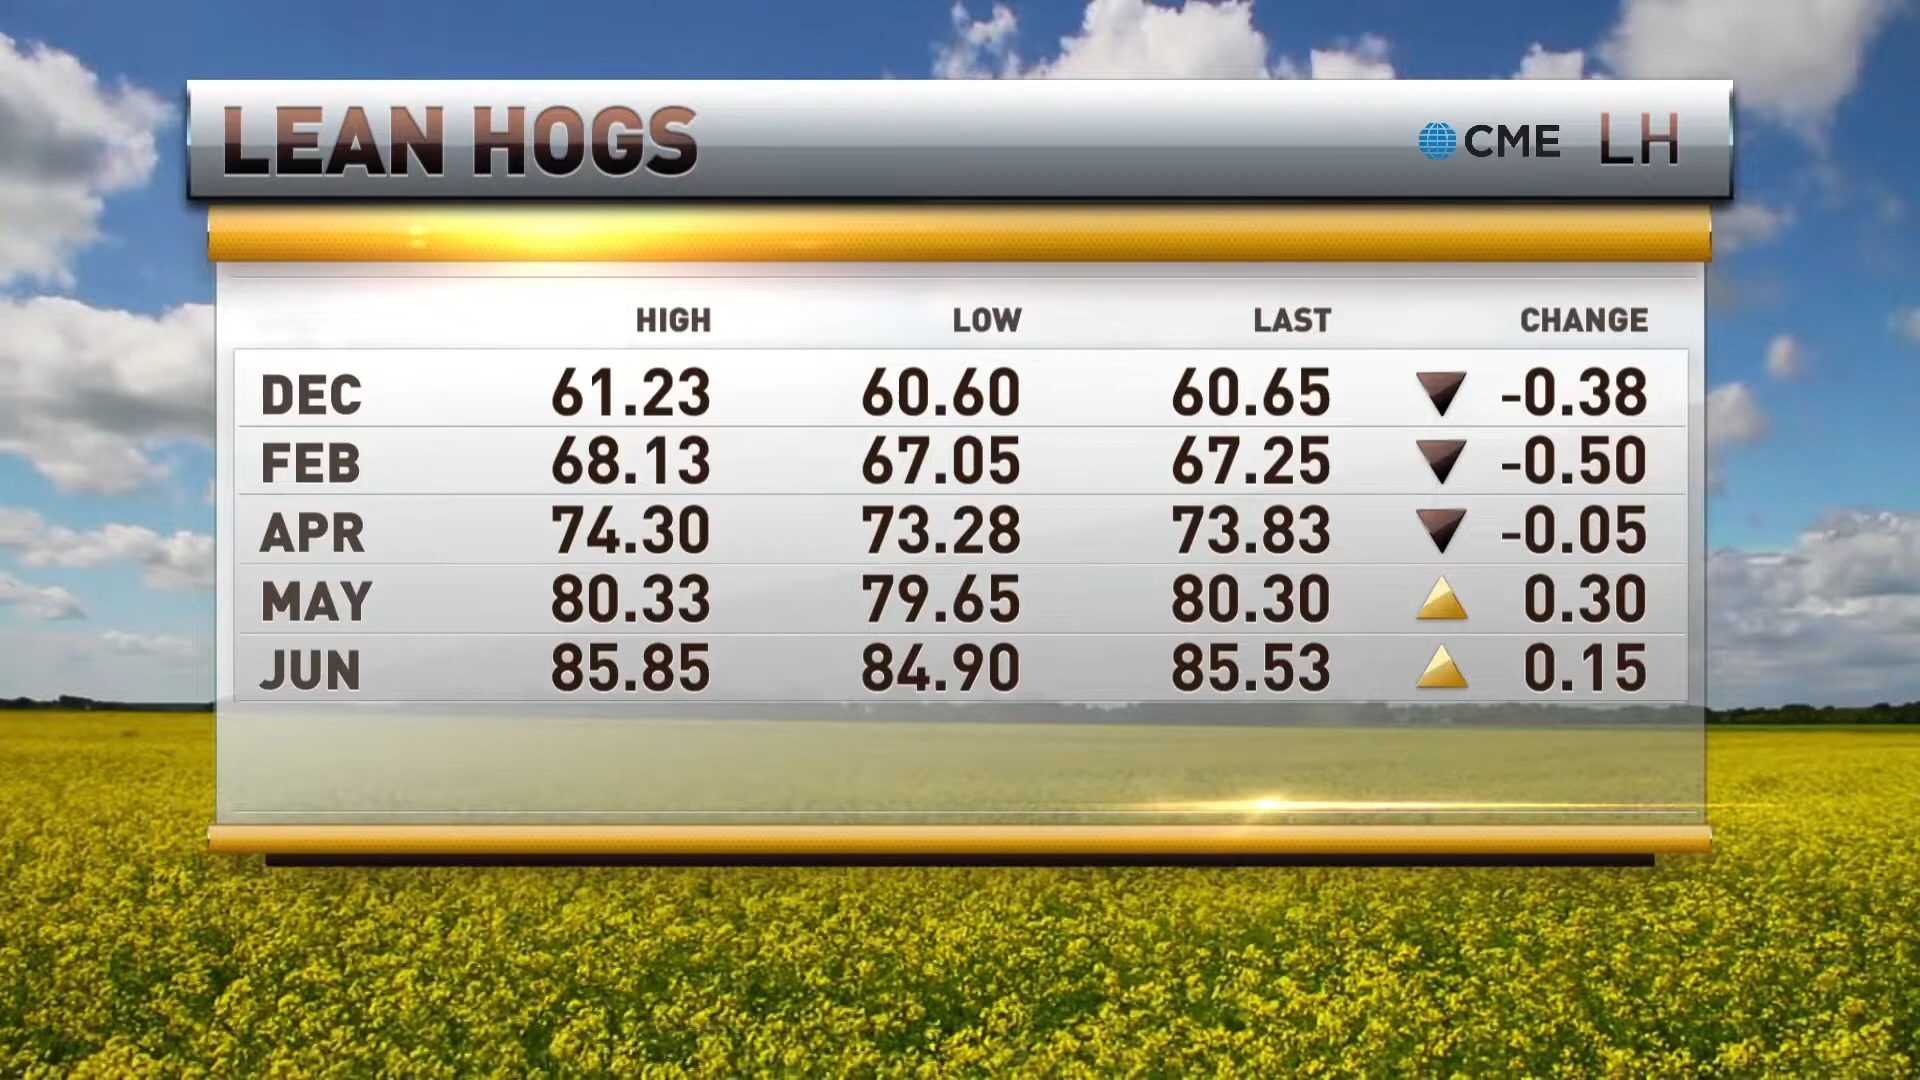 LEAN HOGS CME LH
HIGH LOW LAST CHANGE
DEC 61.23 60.60 60.65 -0.38
FEB 68.13 67.05 67.25 -0.50
APR 74.30 73.28 73.83 -0.05
MAY 80.33 79.65 80.30 0.30
JUN 85.85 84.90 85.53 0.15